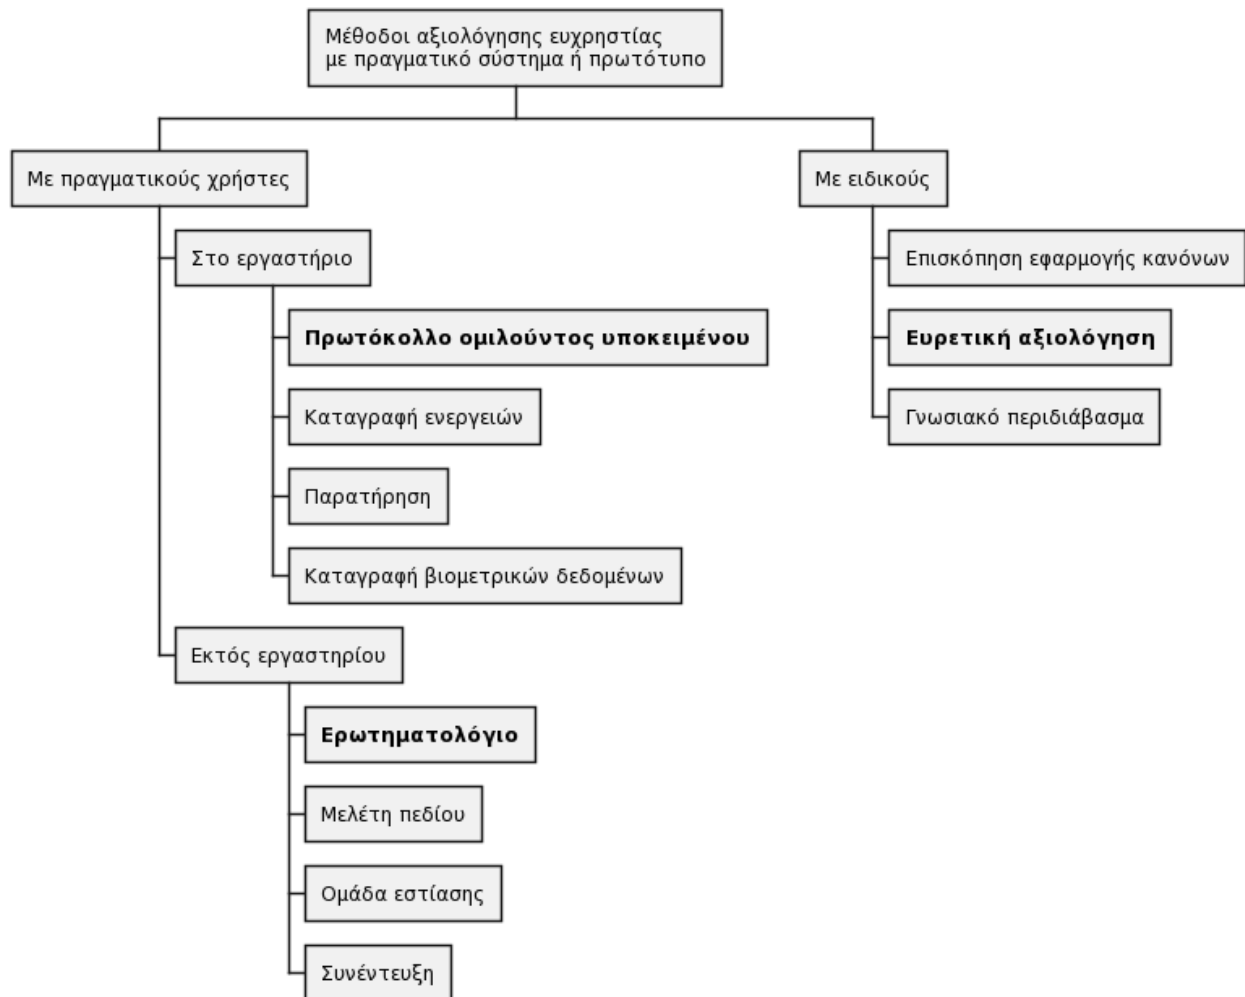 Μέθοδοι αξιολόγησης ευχρηστίας
με πραγματικό σύστημα ή πρωτότυπο
Με πραγματικούς χρήστες
Στο εργαστήριο
Πρωτόκολλο ομιλούντος υποκειμένου
Καταγραφή ενεργειών
Παρατήρηση
Καταγραφή βιομετρικών δεδομένων
Εκτός εργαστηρίου
Ερωτηματολόγιο
Μελέτη πεδίου
Ομάδα εστίασης
Συνέντευξη
Με ειδικούς
Επισκόπηση εφαρμογής κανόνων
Ευρετική αξιολόγηση
Γνωσιακό περιδιάβασμα